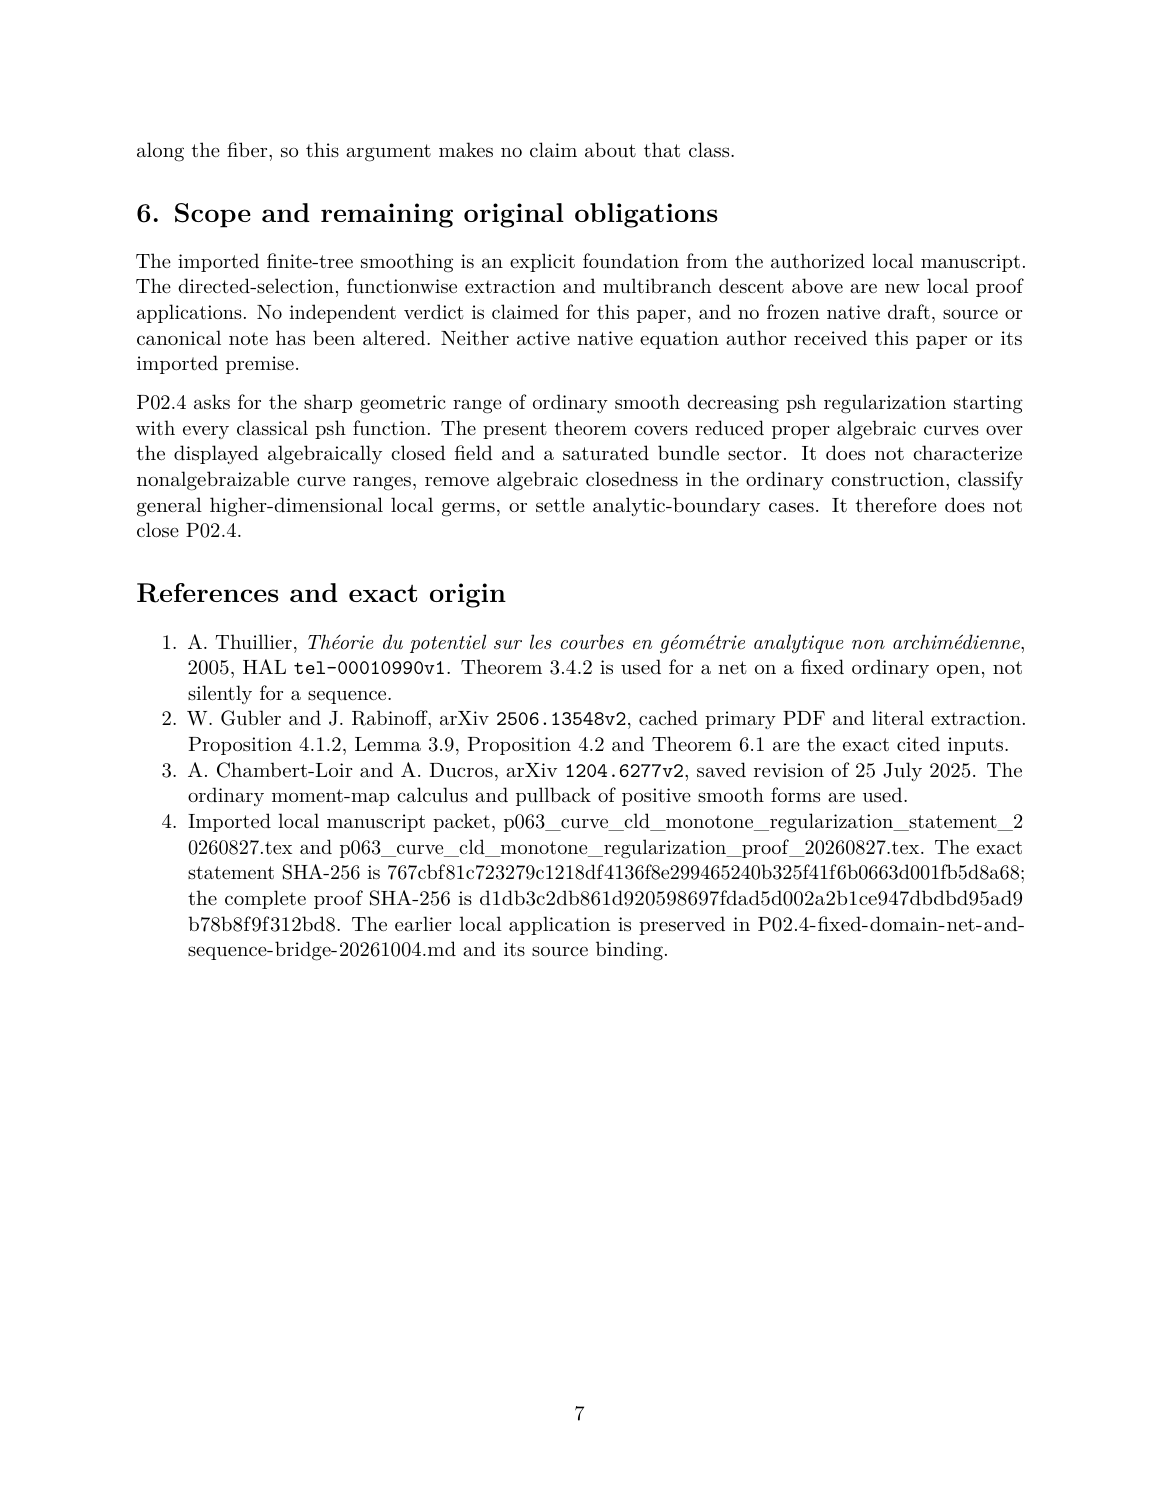 along the fiber, so this argument makes no claim about that class.
6. Scope and remaining original obligations
The imported finite-tree smoothing is an explicit foundation from the authorized local manuscript.
The directed-selection, functionwise extraction and multibranch descent above are new local proof
applications. No independent verdict is claimed for this paper, and no frozen native draft, source or
canonical note has been altered. Neither active native equation author received this paper or its
imported premise.
P02.4 asks for the sharp geometric range of ordinary smooth decreasing psh regularization starting
with every classical psh function. The present theorem covers reduced proper algebraic curves over
the displayed algebraically closed field and a saturated bundle sector. It does not characterize
nonalgebraizable curve ranges, remove algebraic closedness in the ordinary construction, classify
general higher-dimensional local germs, or settle analytic-boundary cases. It therefore does not
close P02.4.
References and exact origin
1. A. Thuillier, Théorie du potentiel sur les courbes en géométrie analytique non archimédienne,
2005, HAL tel-00010990v1. Theorem 3.4.2 is used for a net on a fixed ordinary open, not
silently for a sequence.
2. W. Gubler and J. Rabinoff, arXiv 2506.13548v2, cached primary PDF and literal extraction.
Proposition 4.1.2, Lemma 3.9, Proposition 4.2 and Theorem 6.1 are the exact cited inputs.
3. A. Chambert-Loir and A. Ducros, arXiv 1204.6277v2, saved revision of 25 July 2025. The
ordinary moment-map calculus and pullback of positive smooth forms are used.
4. Imported local manuscript packet, p063_curve_cld_monotone_regularization_statement_2
0260827.tex and p063_curve_cld_monotone_regularization_proof_20260827.tex. The exact
statement SHA-256 is 767cbf81c723279c1218df4136f8e299465240b325f41f6b0663d001fb5d8a68;
the complete proof SHA-256 is d1db3c2db861d920598697fdad5d002a2b1ce947dbdbd95ad9
b78b8f9f312bd8. The earlier local application is preserved in P02.4-fixed-domain-net-and-
sequence-bridge-20261004.md and its source binding.
7